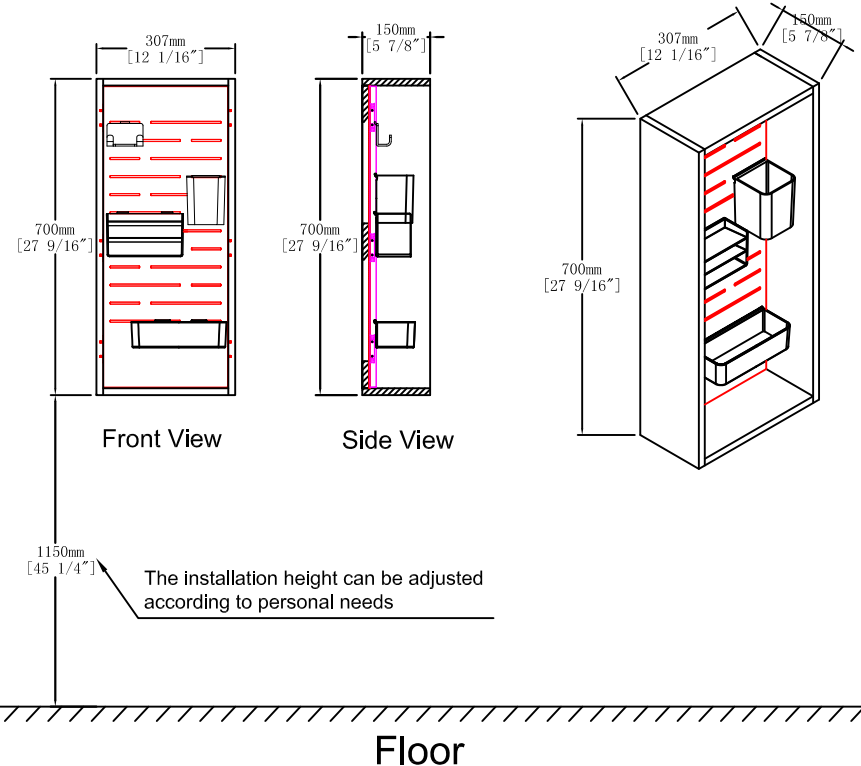 307mm
[12 1/16"]
150mm
[5 7/8"]
307mm
[12 1/16"]
150mm
[5 7/8"]
700mm
[27 9/16"]
700mm
[27 9/16"]
700mm
[27 9/16"]
Front View
Side View
1150mm
[45 1/4"]
The installation height can be adjusted
according to personal needs
Floor